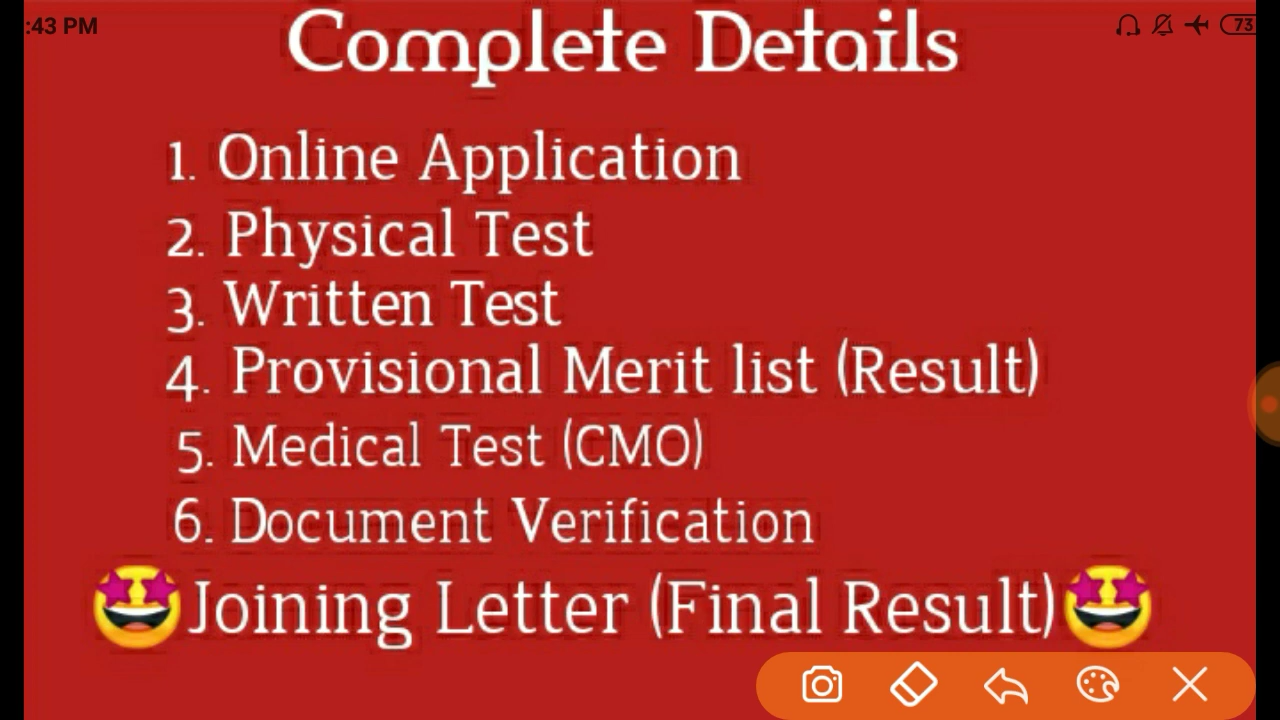 :43 PM
73
Complete Details
1. Online Application
2. Physical Test
3. Written Test
4. Provisional Merit list (Result)
5. Medical Test (CMO)
6. Document Verification
🤩Joining Letter (Final Result)🤩